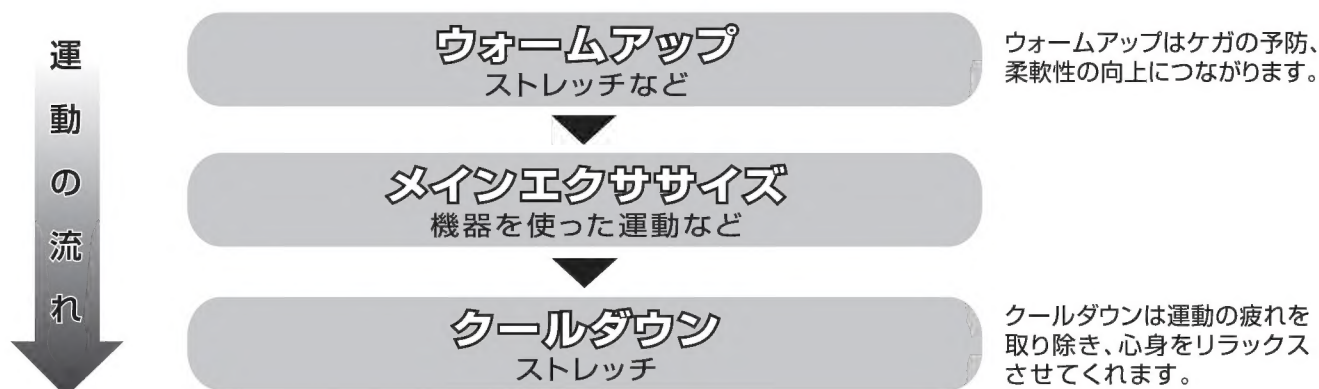 運動の流れ
ウォームアップ
ストレッチなど
ウォームアップはケガの予防、
柔軟性の向上につながります。
メインエクササイズ
機器を使った運動など
クールダウン
ストレッチ
クールダウンは運動の疲れを
取り除き、心身をリラックス
させてくれます。